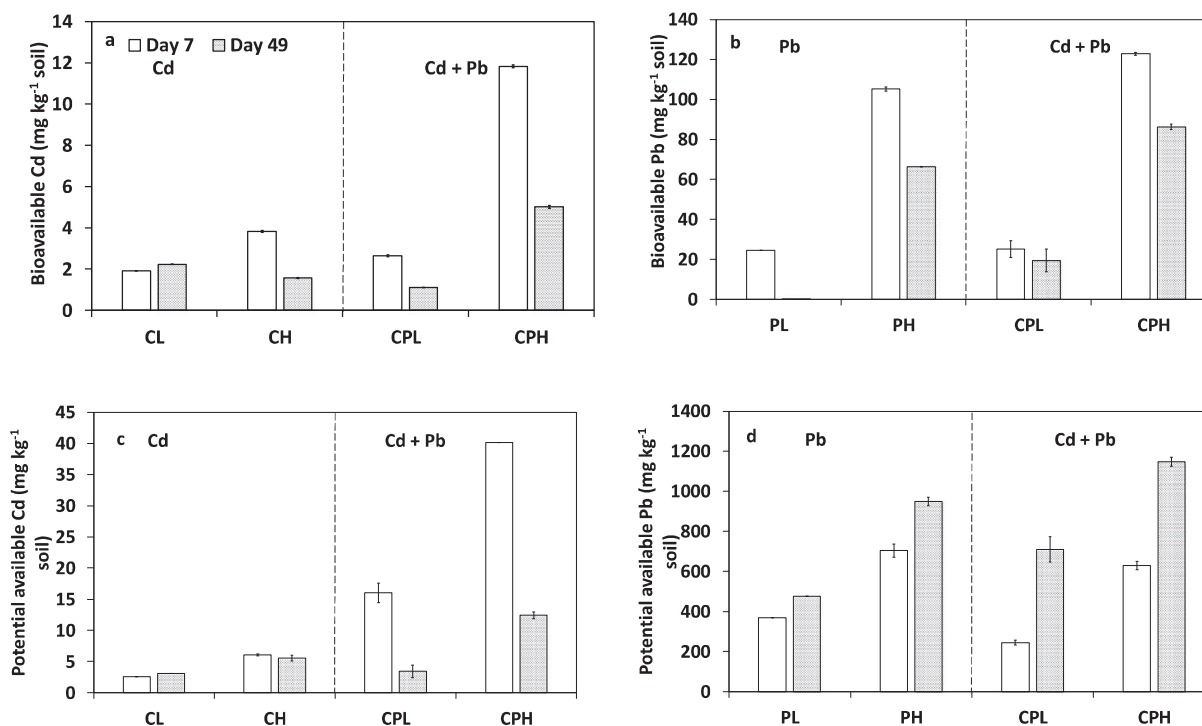 a
Day 7
Day 49
Cd
Cd + Pb
Bioavailable Cd (mg kg⁻¹ soil)
14
12
10
8
6
4
2
0
CL
CH
CPL
CPH
b
Pb
Cd + Pb
Bioavailable Pb (mg kg⁻¹ soil)
140
120
100
80
60
40
20
0
PL
PH
CPL
CPH
c
Cd
Cd + Pb
Potential available Cd (mg kg⁻¹
soil)
45
40
35
30
25
20
15
10
5
0
CL
CH
CPL
CPH
d
Pb
Cd + Pb
Potential available Pb (mg kg⁻¹
soil)
1400
1200
1000
800
600
400
200
0
PL
PH
CPL
CPH